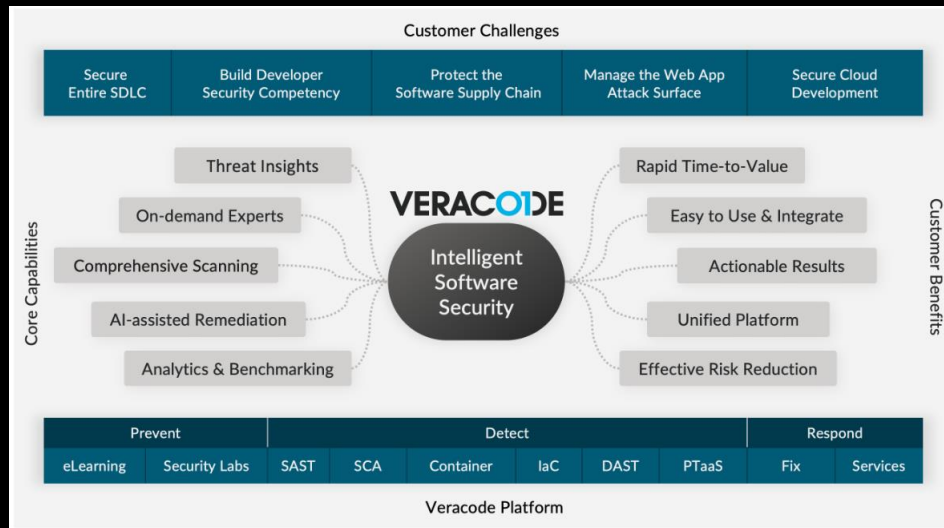 Customer Challenges
Secure
Entire SDLC
Build Developer
Security Competency
Protect the
Software Supply Chain
Manage the Web App
Attack Surface
Secure Cloud
Development
Core Capabilities
Threat Insights
On-demand Experts
Comprehensive Scanning
AI-assisted Remediation
Analytics & Benchmarking
VERACODE
Intelligent
Software
Security
Rapid Time-to-Value
Easy to Use & Integrate
Actionable Results
Unified Platform
Effective Risk Reduction
Customer Benefits
Prevent
Detect
Respond
eLearning
Security Labs
SAST
SCA
Container
IaC
DAST
PTaaS
Fix
Services
Veracode Platform